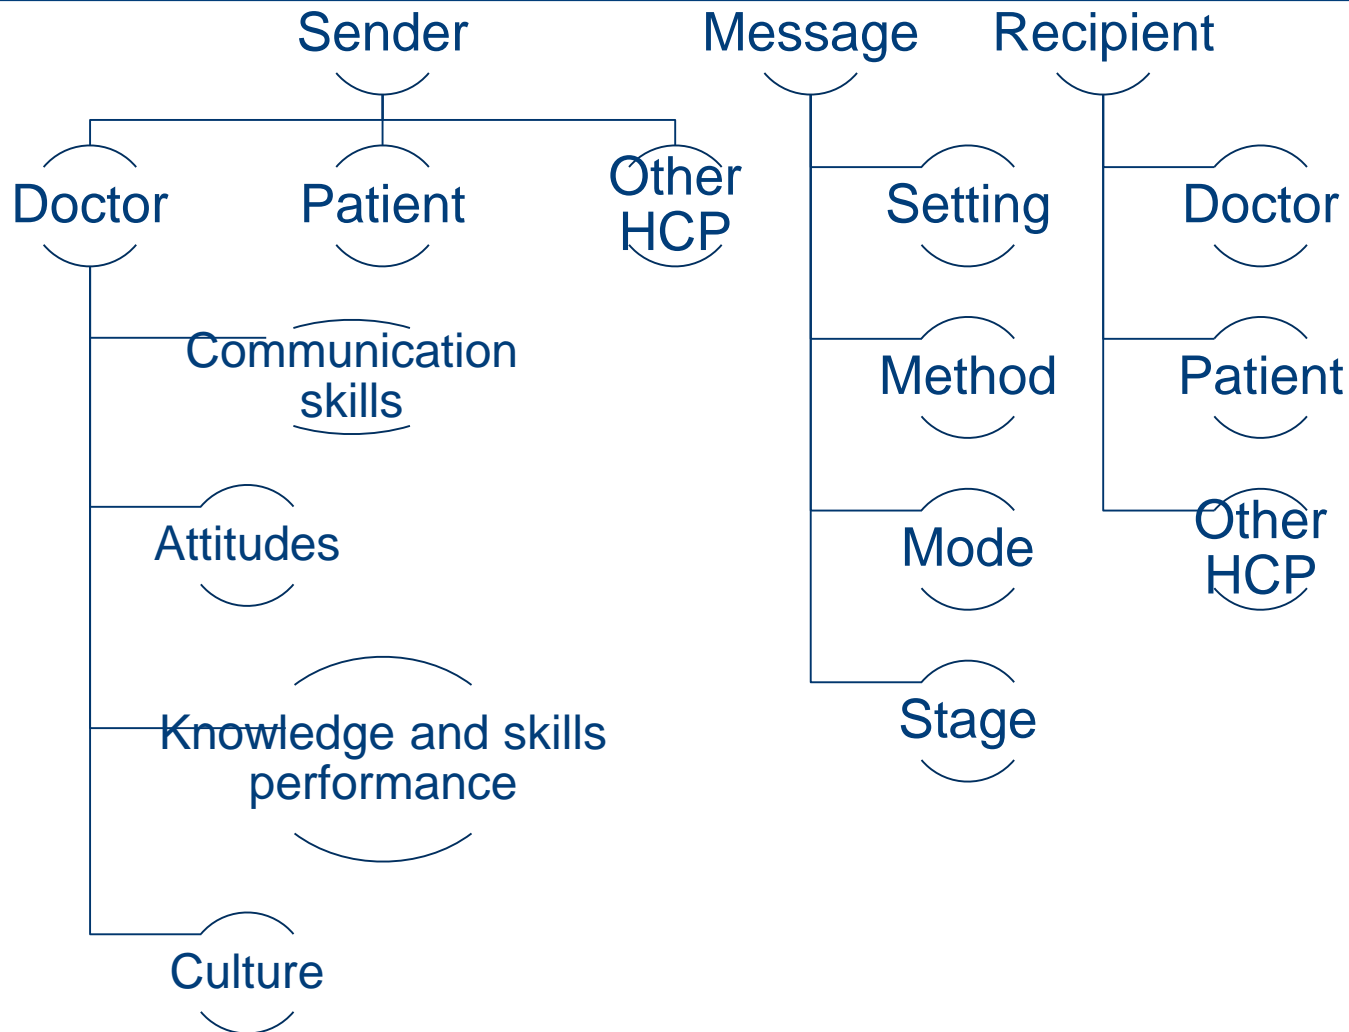 Sender
Message
Recipient
Doctor
Patient
Other
HCP
Setting
Doctor
Communication
skills
Method
Patient
Attitudes
Mode
Other
HCP
Knowledge and skills
performance
Stage
Culture